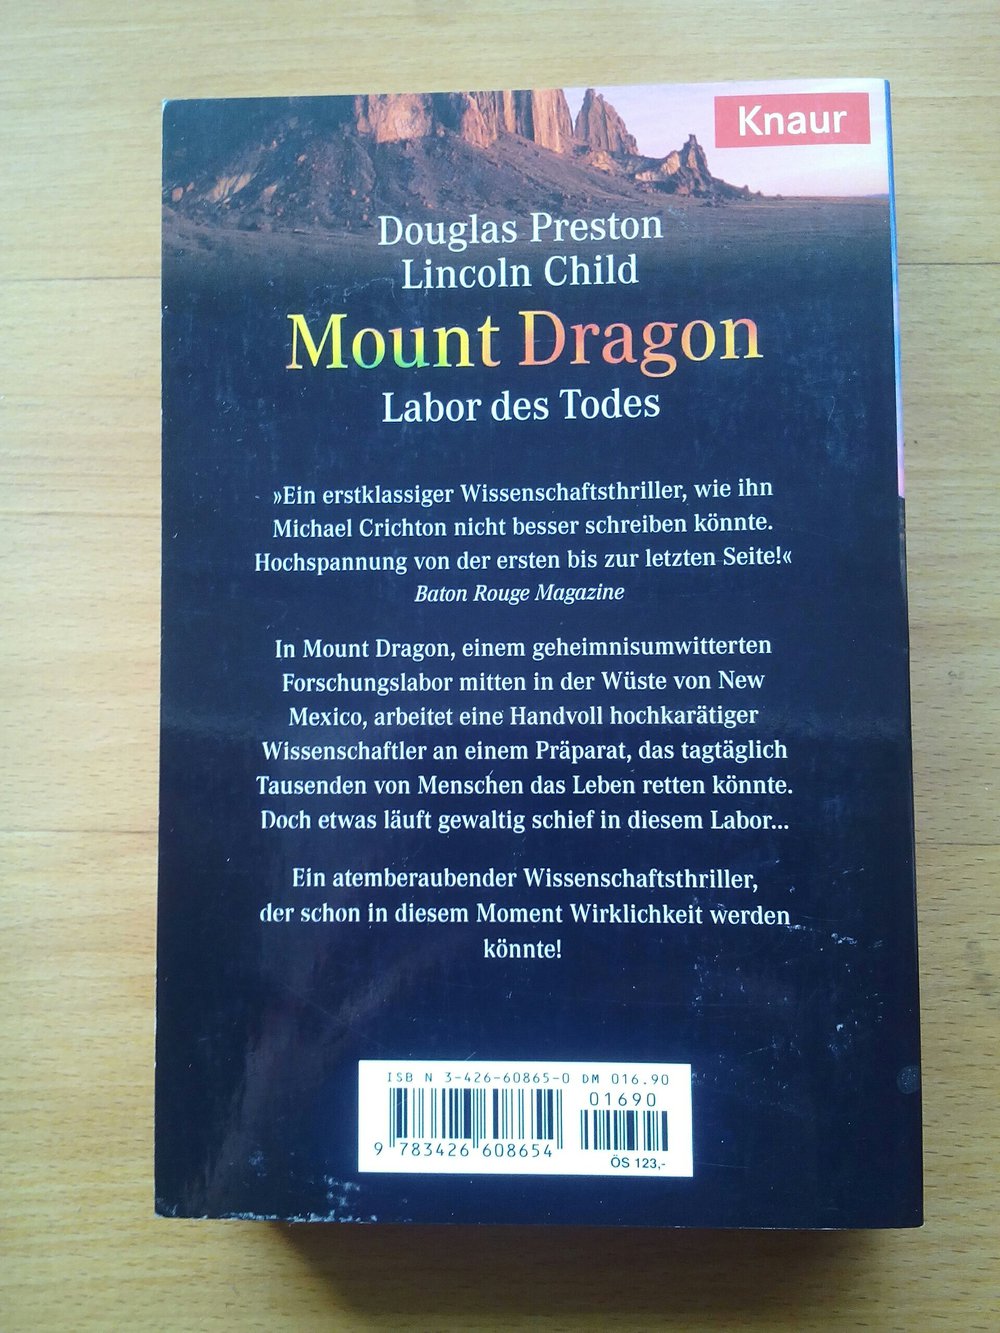 Knaur
Douglas Preston
Lincoln Child
Mount Dragon
Labor des Todes
»Ein erstklassiger Wissenschaftsthriller, wie ihn
Michael Crichton nicht besser schreiben könnte.
Hochspannung von der ersten bis zur letzten Seite!«
Baton Rouge Magazine
In Mount Dragon, einem geheimnisumwitterten
Forschungslabor mitten in der Wüste von New
Mexico, arbeitet eine Handvoll hochkarätiger
Wissenschaftler an einem Präparat, das tagtäglich
Tausenden von Menschen das Leben retten könnte.
Doch etwas läuft gewaltig schief in diesem Labor...
Ein atemberaubender Wissenschaftsthriller,
der schon in diesem Moment Wirklichkeit werden
könnte!
ISB N 3-426-60865-0 DM 016.90
01690
9 783426 608654
ÖS 123,-